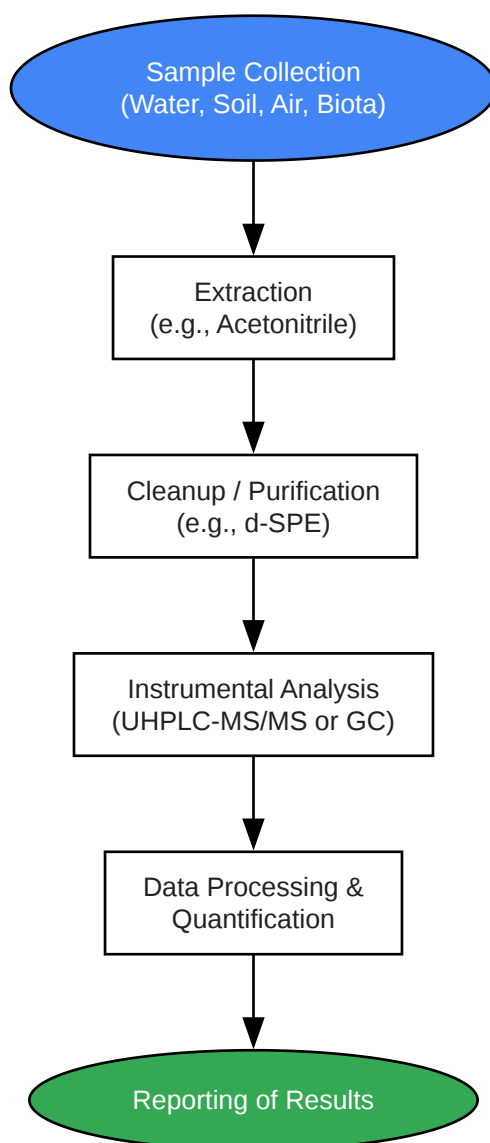 Sample Collection
(Water, Soil, Air, Biota)
Extraction
(e.g., Acetonitrile)
Cleanup / Purification
(e.g., d-SPE)
Instrumental Analysis
(UHPLC-MS/MS or GC)
Data Processing &
Quantification
Reporting of Results